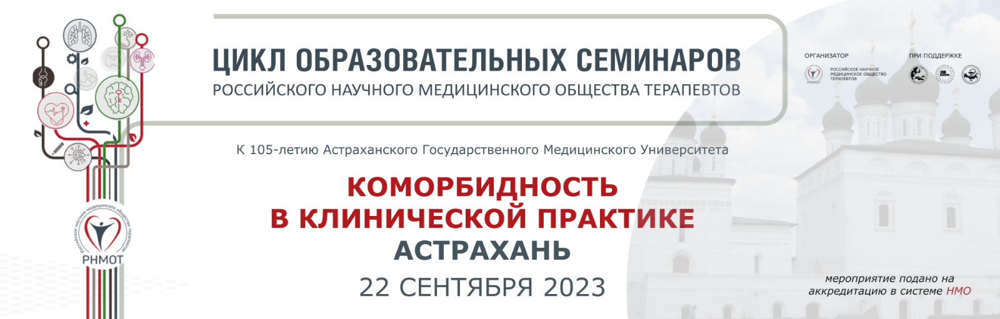 ЦИКЛ ОБРАЗОВАТЕЛЬНЫХ СЕМИНАРОВ
РОССИЙСКОГО НАУЧНОГО МЕДИЦИНСКОГО ОБЩЕСТВА ТЕРАПЕВТОВ
ОРГАНИЗАТОР
РНМОТ
РОССИЙСКОЕ НАУЧНОЕ
МЕДИЦИНСКОЕ ОБЩЕСТВО
ТЕРАПЕВТОВ
ПРИ ПОДДЕРЖКЕ
К 105-летию Астраханского Государственного Медицинского Университета
КОМОРБИДНОСТЬ
В КЛИНИЧЕСКОЙ ПРАКТИКЕ
АСТРАХАНЬ
22 СЕНТЯБРЯ 2023
Российское научное медицинское общество терапевтов
РНМОТ
мероприятие подано на
аккредитацию в системе НМО